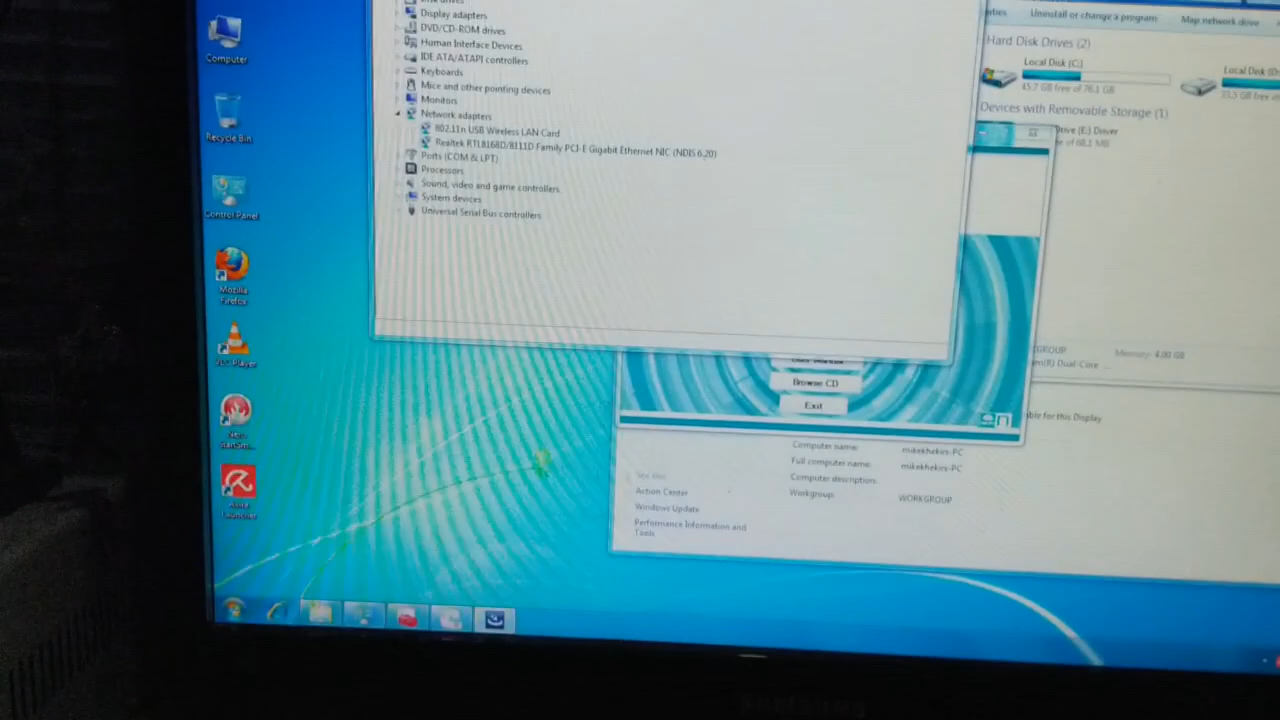 Display adapters
DVD/CD-ROM drives
Human Interface Devices
IDE ATA/ATAPI controllers
Keyboards
Mice and other pointing devices
Monitors
Network adapters
802.11n USB Wireless LAN Card
Realtek RTL8168D/8111D Family PCI-E Gigabit Ethernet NIC (NDIS 6.20)
Ports (COM & LPT)
Processors
Sound, video and game controllers
System devices
Universal Serial Bus controllers
Computer
Recycle Bin
Control Panel
Mozilla
Firefox
VLC Player
Avira
Launcher
Uninstall or change a program
Map network drive
Hard Disk Drives (2)
Local Disk (C:)
45.7 GB free of 76.1 GB
Local Disk
Devices with Removable Storage (1)
Drive (E:) Driver
of 68.1 MB
Memory: 4.00 GB
Dual-Core ...
Browse CD
Exit
for this Display
Computer name:
mikekhekire-PC
Full computer name:
mikekhekire-PC
Computer description:
Workgroup:
WORKGROUP
See also
Action Center
Windows Update
Performance Information and
Tools